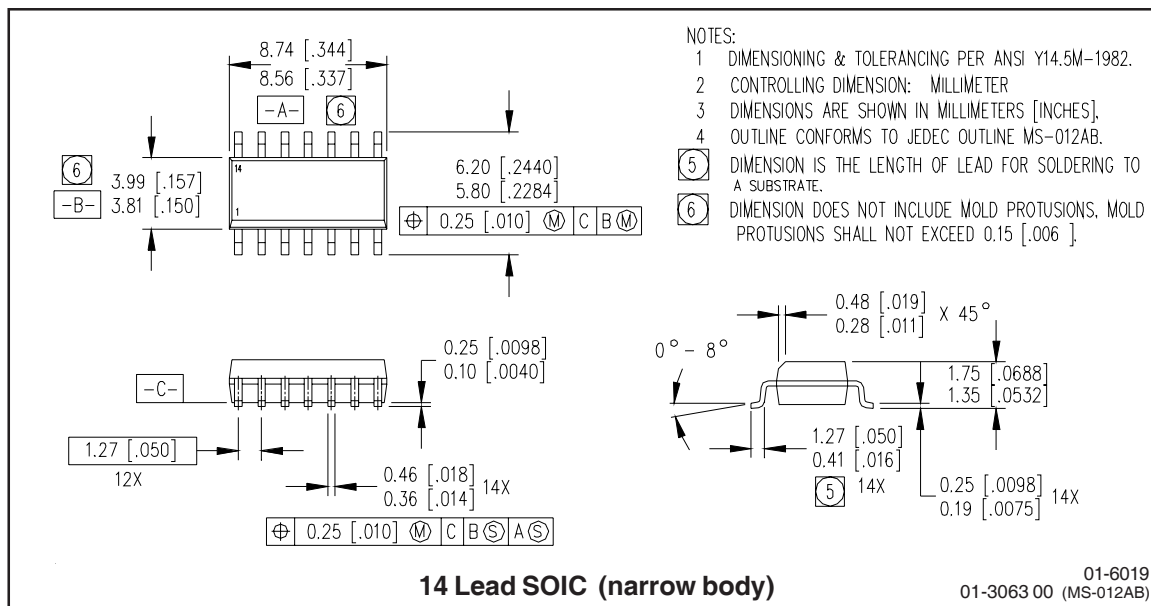 8.74 [.344]
8.56 [.337]
-A- 6
6
3.99 [.157]
3.81 [.150]
-B-
14
1
6.20 [.2440]
5.80 [.2284]
⌖ 0.25 [.010] Ⓜ C B Ⓜ
NOTES:
1 DIMENSIONING & TOLERANCING PER ANSI Y14.5M-1982.
2 CONTROLLING DIMENSION: MILLIMETER
3 DIMENSIONS ARE SHOWN IN MILLIMETERS [INCHES].
4 OUTLINE CONFORMS TO JEDEC OUTLINE MS-012AB.
5 DIMENSION IS THE LENGTH OF LEAD FOR SOLDERING TO
A SUBSTRATE.
6 DIMENSION DOES NOT INCLUDE MOLD PROTUSIONS, MOLD
PROTUSIONS SHALL NOT EXCEED 0.15 [.006 ].
-C-
0.25 [.0098]
0.10 [.0040]
1.27 [.050]
12X
0.46 [.018]
0.36 [.014]
14X
⌖ 0.25 [.010] Ⓜ C B Ⓢ A Ⓢ
0.48 [.019]
0.28 [.011]
X 45°
0°-8°
1.75 [.0688]
1.35 [.0532]
1.27 [.050]
0.41 [.016]
5 14X
0.25 [.0098]
0.19 [.0075]
14X
14 Lead SOIC (narrow body)
01-6019
01-3063 00 (MS-012AB)